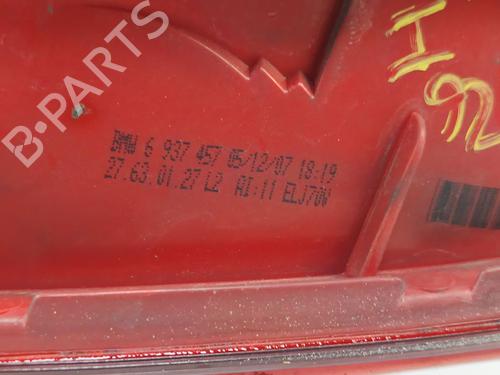 B-PARTS
BMW 6 937 457 05/12/07 18:19
27.63.01.27 L2 AI:11 ELJ70W